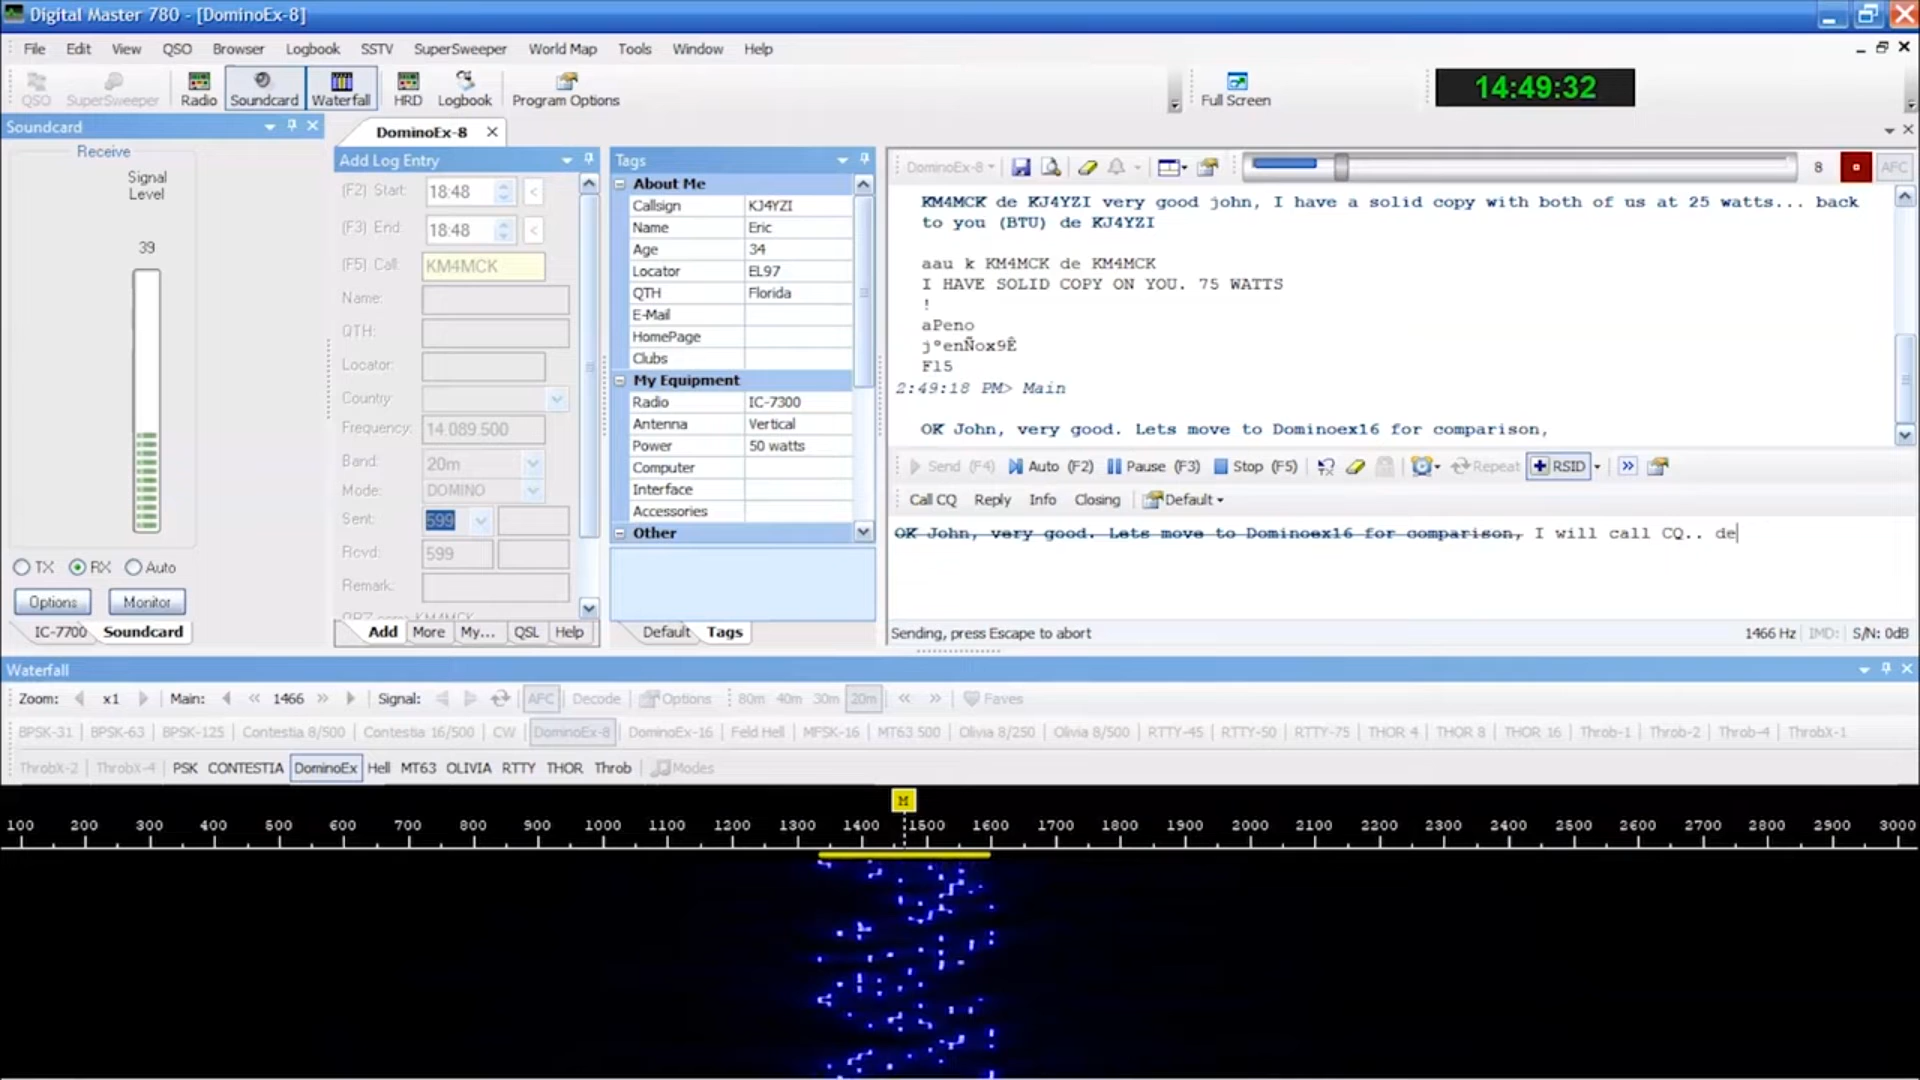 Digital Master 780 - [DominoEx-8]
File Edit View QSO Browser Logbook SSTV SuperSweeper World Map Tools Window Help
QSO SuperSweeper Radio Soundcard Waterfall HRD Logbook Program Options Full Screen 14:49:32
Soundcard
Receive
Signal
Level
39
TX RX Auto
Options Monitor
IC-7700 Soundcard
DominoEx-8
Add Log Entry
(F2) Start: 18:48 <
(F3) End: 18:48 <
(F5) Call: KM4MCK
Name:
QTH:
Locator:
Country:
Frequency: 14.089.500
Band: 20m
Mode: DOMINO
Sent: 599
Rcvd: 599
Remark:
Add More My... QSL Help
Tags
About Me
Callsign KJ4YZI
Name Eric
Age 34
Locator EL97
QTH Florida
E-Mail
HomePage
Clubs
My Equipment
Radio IC-7300
Antenna Vertical
Power 50 watts
Computer
Interface
Accessories
Other
Default Tags
DominoEx-8 8 AFC
KM4MCK de KJ4YZI very good john, I have a solid copy with both of us at 25 watts... back
to you (BTU) de KJ4YZI
aau k KM4MCK de KM4MCK
I HAVE SOLID COPY ON YOU. 75 WATTS
!
aPeno
jºenÑox9Ê
Fl5
2:49:18 PM> Main
OK John, very good. Lets move to Dominoex16 for comparison,
Send (F4) Auto (F2) Pause (F3) Stop (F5) Repeat RSID
Call CQ Reply Info Closing Default
OK John, very good. Lets move to Dominoex16 for comparison, I will call CQ.. de
Sending, press Escape to abort 1466 Hz IMD: S/N: 0dB
Waterfall
Zoom: x1 Main: 1466 Signal: AFC Decode Options 80m 40m 30m 20m Faves
BPSK-31 BPSK-63 BPSK-125 Contestia 8/500 Contestia 16/500 CW DominoEx-8 DominoEx-16 Feld Hell MFSK-16 MT63 500 Olivia 8/250 Olivia 8/500 RTTY-45 RTTY-50 RTTY-75 THOR 4 THOR 8 THOR 16 Throb-1 Throb-2 Throb-4 ThrobX-1
ThrobX-2 ThrobX-4 PSK CONTESTIA DominoEx Hell MT63 OLIVIA RTTY THOR Throb Modes
M
100 200 300 400 500 600 700 800 900 1000 1100 1200 1300 1400 1500 1600 1700 1800 1900 2000 2100 2200 2300 2400 2500 2600 2700 2800 2900 3000